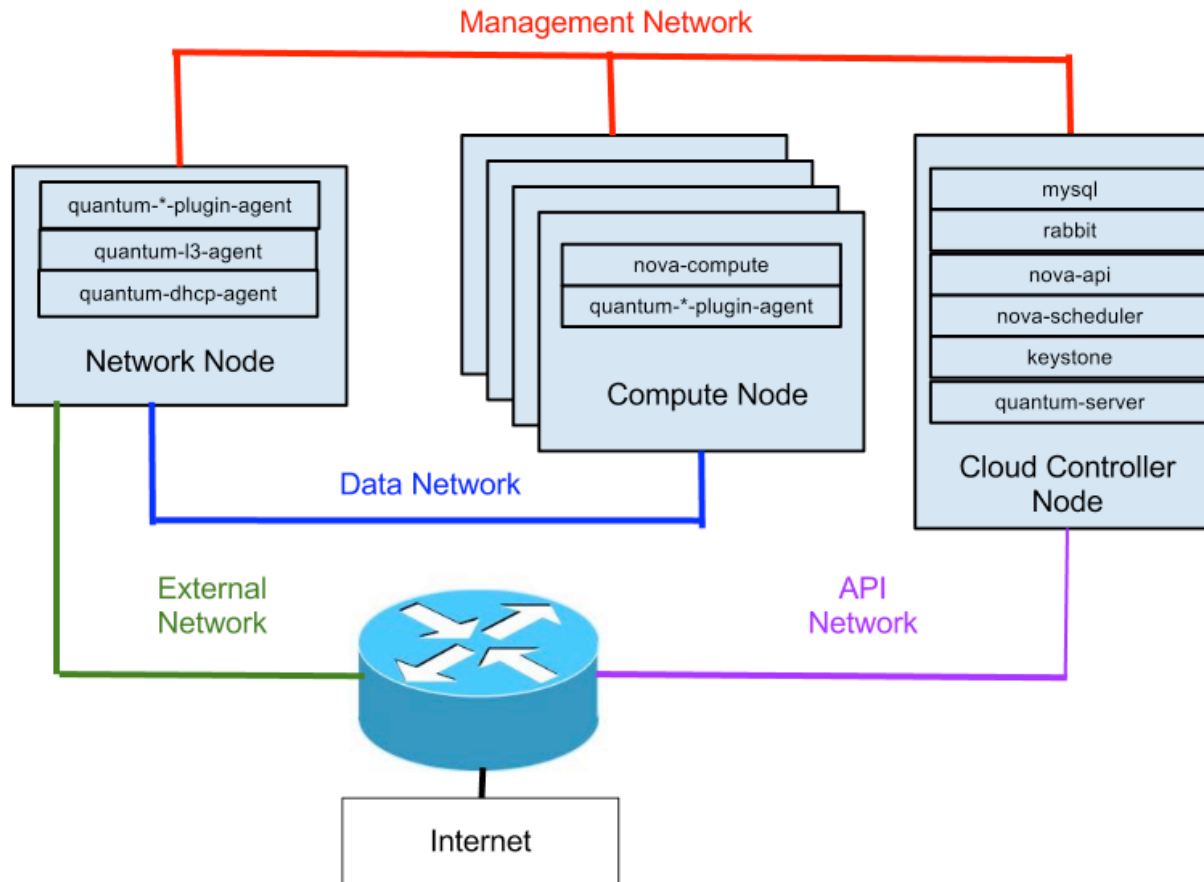 Management Network
quantum-*-plugin-agent
quantum-l3-agent
quantum-dhcp-agent
Network Node
nova-compute
quantum-*-plugin-agent
Compute Node
mysql
rabbit
nova-api
nova-scheduler
keystone
quantum-server
Cloud Controller
Node
Data Network
External
Network
API
Network
Internet